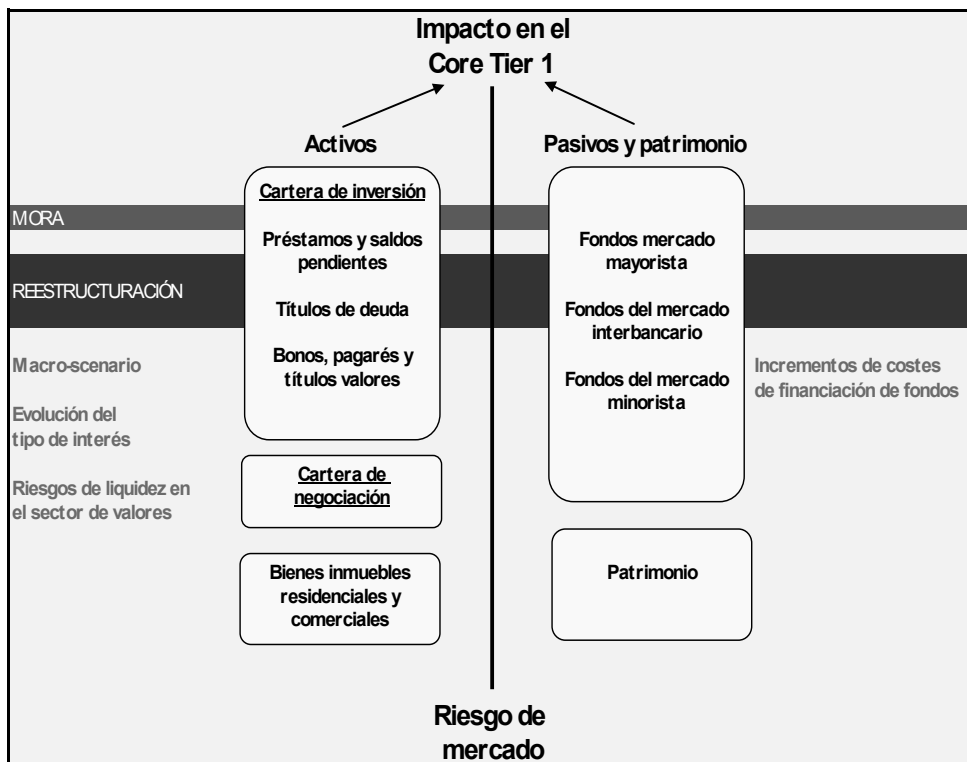 Impacto en el
Core Tier 1
Activos
Pasivos y patrimonio
Cartera de inversión
MORA
Préstamos y saldos
pendientes
Fondos mercado
mayorista
REESTRUCTURACIÓN
Títulos de deuda
Fondos del mercado
interbancario
Bonos, pagarés y
títulos valores
Fondos del mercado
minorista
Macro-scenario
Evolución del
tipo de interés
Riesgos de liquidez en
el sector de valores
Incrementos de costes
de financiación de fondos
Cartera de
negociación
Bienes inmuebles
residenciales y
comerciales
Patrimonio
Riesgo de
mercado